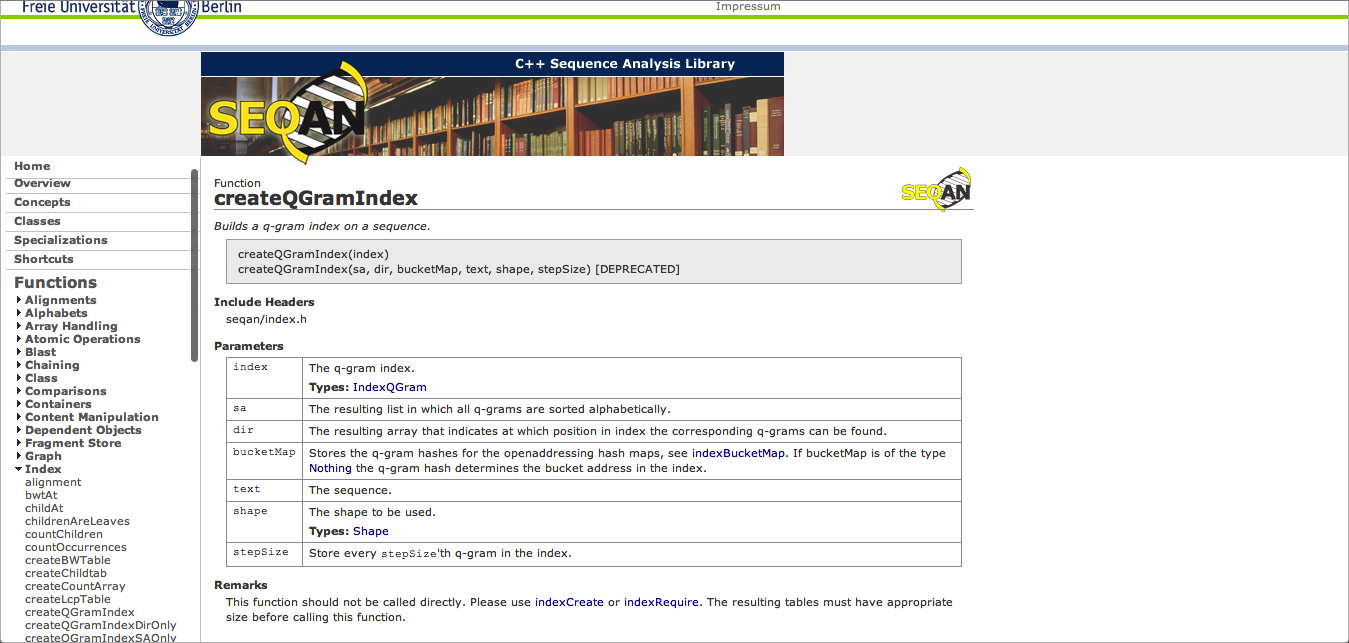 Freie Universität Berlin
Impressum
C++ Sequence Analysis Library
SEQAN
Home
Overview
Concepts
Classes
Specializations
Shortcuts
Functions
Alignments
Alphabets
Array Handling
Atomic Operations
Blast
Chaining
Class
Comparisons
Containers
Content Manipulation
Dependent Objects
Fragment Store
Graph
Index
alignment
bwtAt
childAt
childrenAreLeaves
countChildren
countOccurrences
createBWTable
createChildtab
createCountArray
createLcpTable
createQGramIndex
createQGramIndexDirOnly
createQGramIndexSAOnly
Function
createQGramIndex
SEQAN
Builds a q-gram index on a sequence.
createQGramIndex(index)
createQGramIndex(sa, dir, bucketMap, text, shape, stepSize) [DEPRECATED]
Include Headers
seqan/index.h
Parameters
index The q-gram index.
Types: IndexQGram
sa The resulting list in which all q-grams are sorted alphabetically.
dir The resulting array that indicates at which position in index the corresponding q-grams can be found.
bucketMap Stores the q-gram hashes for the openaddressing hash maps, see indexBucketMap. If bucketMap is of the type
Nothing the q-gram hash determines the bucket address in the index.
text The sequence.
shape The shape to be used.
Types: Shape
stepSize Store every stepSize'th q-gram in the index.
Remarks
This function should not be called directly. Please use indexCreate or indexRequire. The resulting tables must have appropriate
size before calling this function.